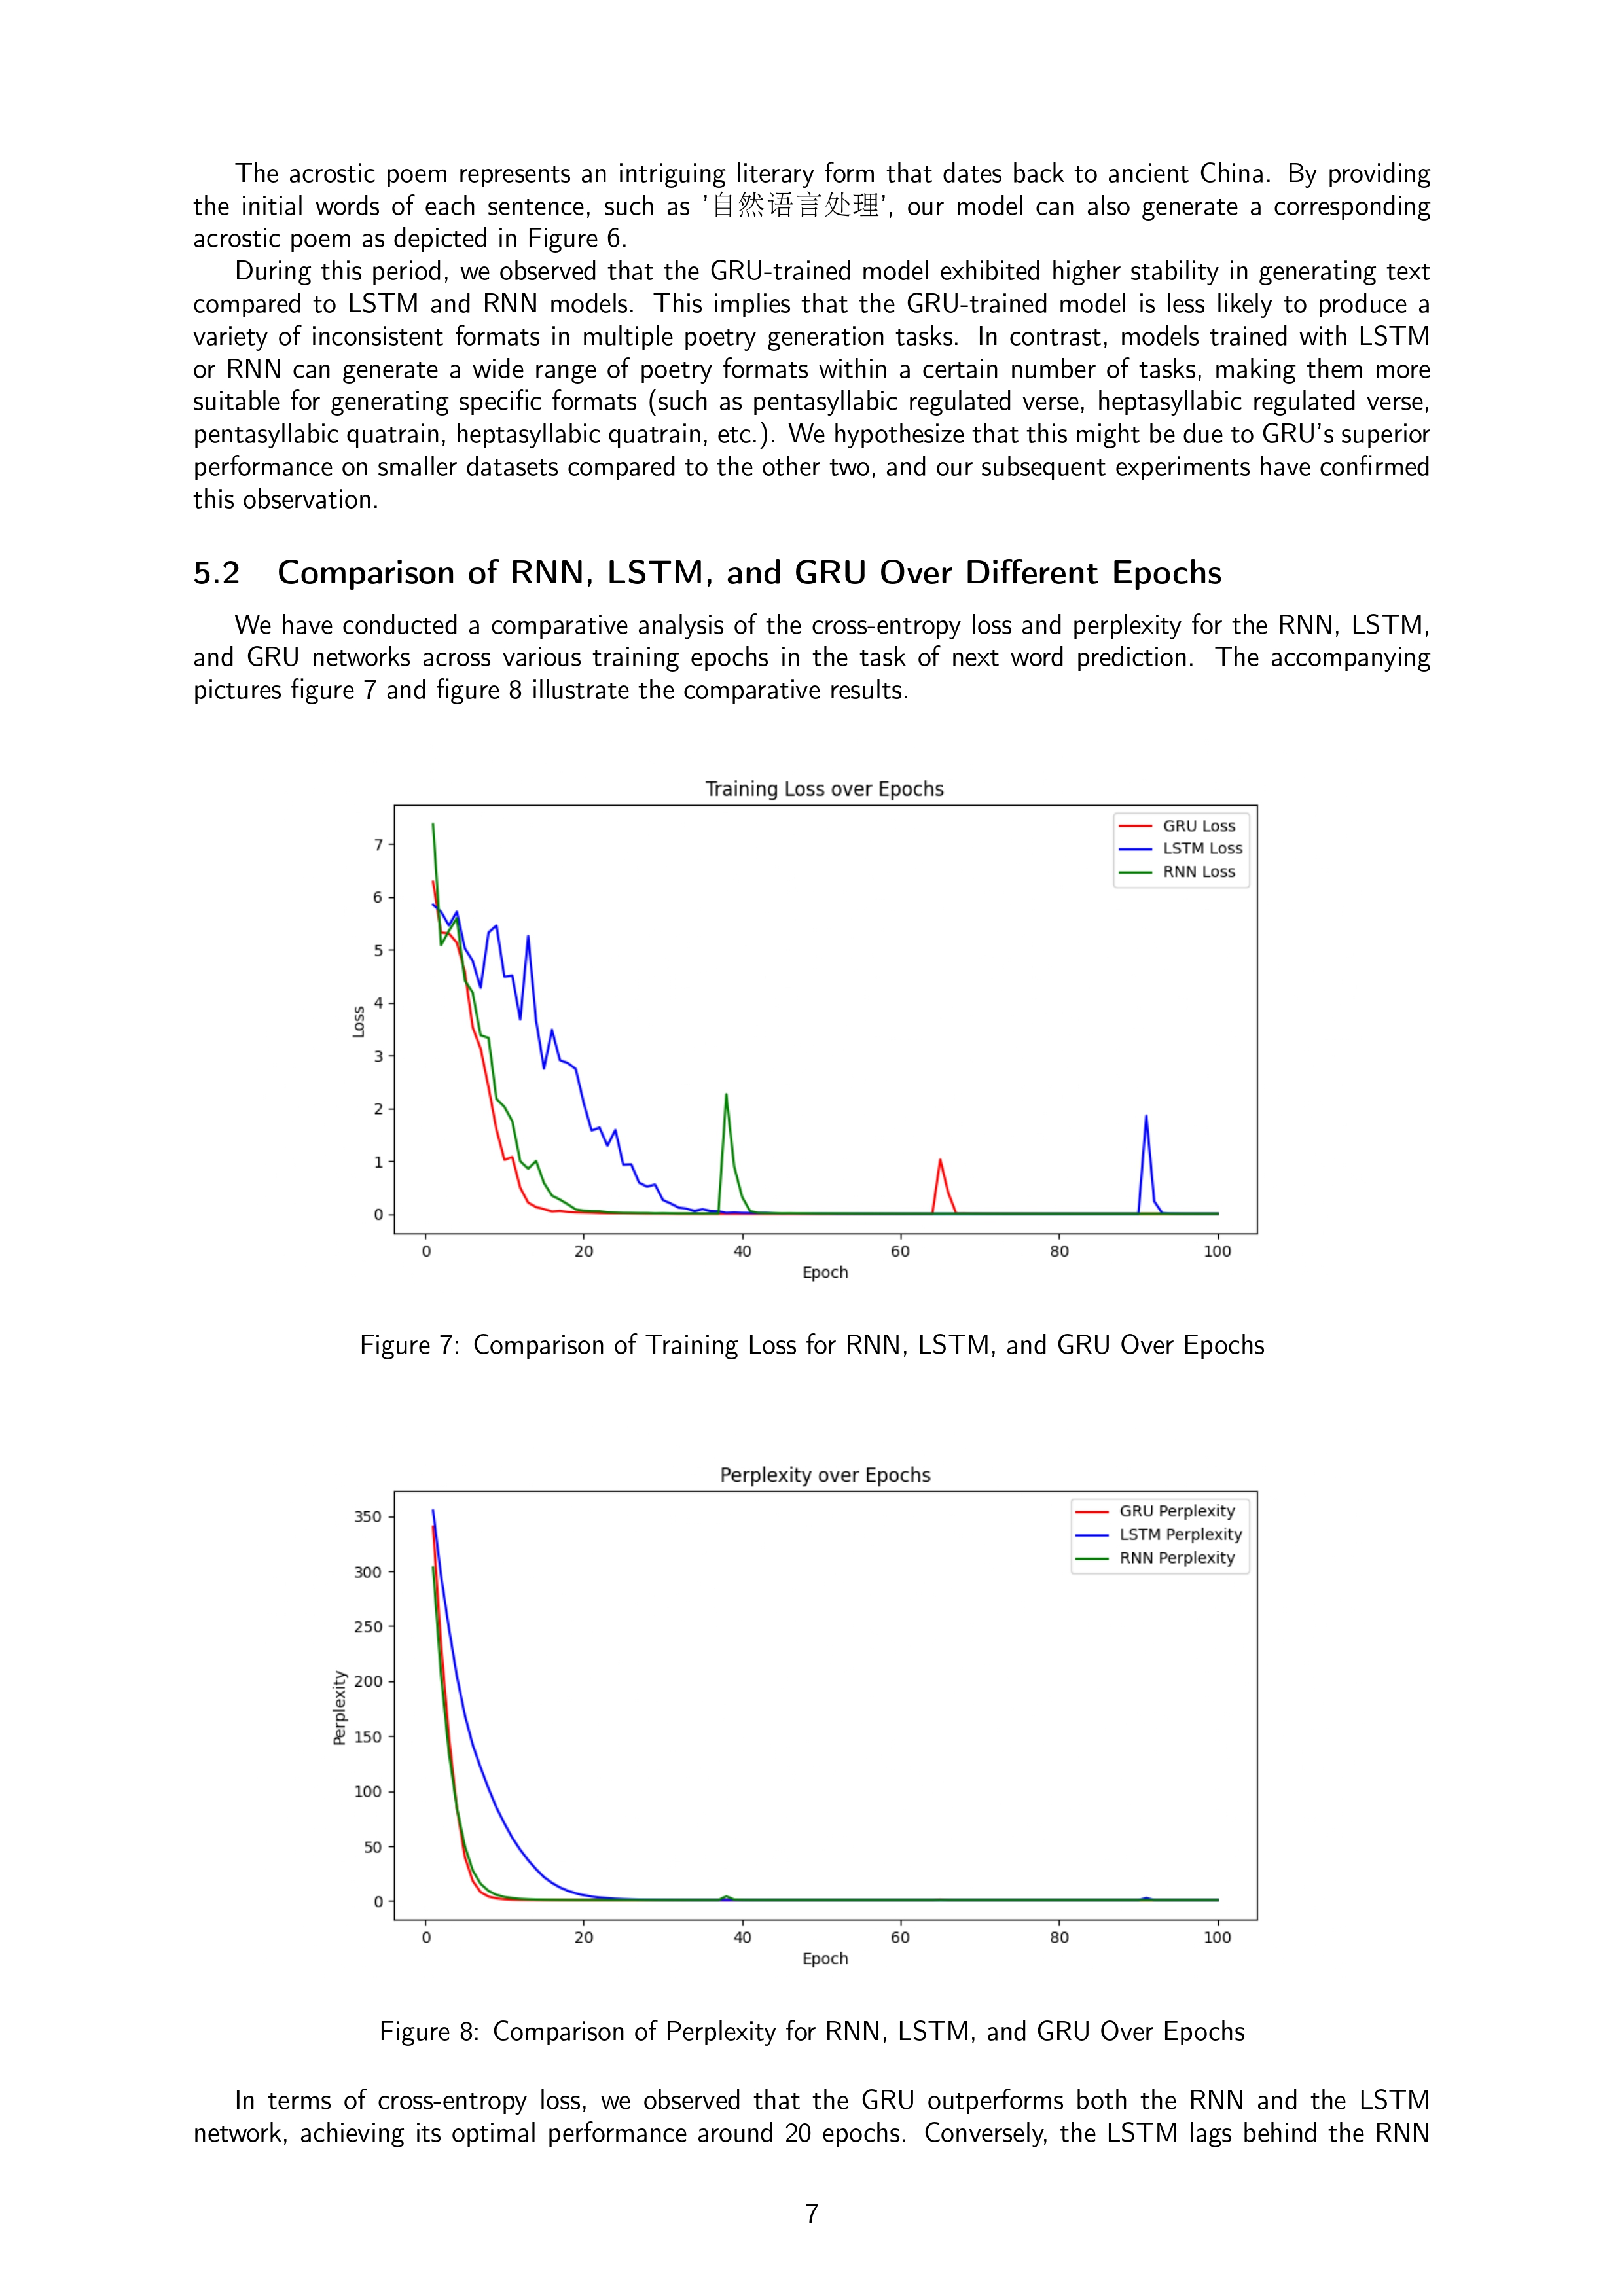 The acrostic poem represents an intriguing literary form that dates back to ancient China. By providing
the initial words of each sentence, such as '自然语言处理', our model can also generate a corresponding
acrostic poem as depicted in Figure 6.
During this period, we observed that the GRU-trained model exhibited higher stability in generating text
compared to LSTM and RNN models. This implies that the GRU-trained model is less likely to produce a
variety of inconsistent formats in multiple poetry generation tasks. In contrast, models trained with LSTM
or RNN can generate a wide range of poetry formats within a certain number of tasks, making them more
suitable for generating specific formats (such as pentasyllabic regulated verse, heptasyllabic regulated verse,
pentasyllabic quatrain, heptasyllabic quatrain, etc.). We hypothesize that this might be due to GRU's superior
performance on smaller datasets compared to the other two, and our subsequent experiments have confirmed
this observation.
5.2 Comparison of RNN, LSTM, and GRU Over Different Epochs
We have conducted a comparative analysis of the cross-entropy loss and perplexity for the RNN, LSTM,
and GRU networks across various training epochs in the task of next word prediction. The accompanying
pictures figure 7 and figure 8 illustrate the comparative results.
Training Loss over Epochs
GRU Loss
LSTM Loss
RNN Loss
7
6
5
4
3
2
1
0
Loss
0 20 40 60 80 100
Epoch
Figure 7: Comparison of Training Loss for RNN, LSTM, and GRU Over Epochs
Perplexity over Epochs
GRU Perplexity
LSTM Perplexity
RNN Perplexity
350
300
250
200
150
100
50
0
Perplexity
0 20 40 60 80 100
Epoch
Figure 8: Comparison of Perplexity for RNN, LSTM, and GRU Over Epochs
In terms of cross-entropy loss, we observed that the GRU outperforms both the RNN and the LSTM
network, achieving its optimal performance around 20 epochs. Conversely, the LSTM lags behind the RNN
7